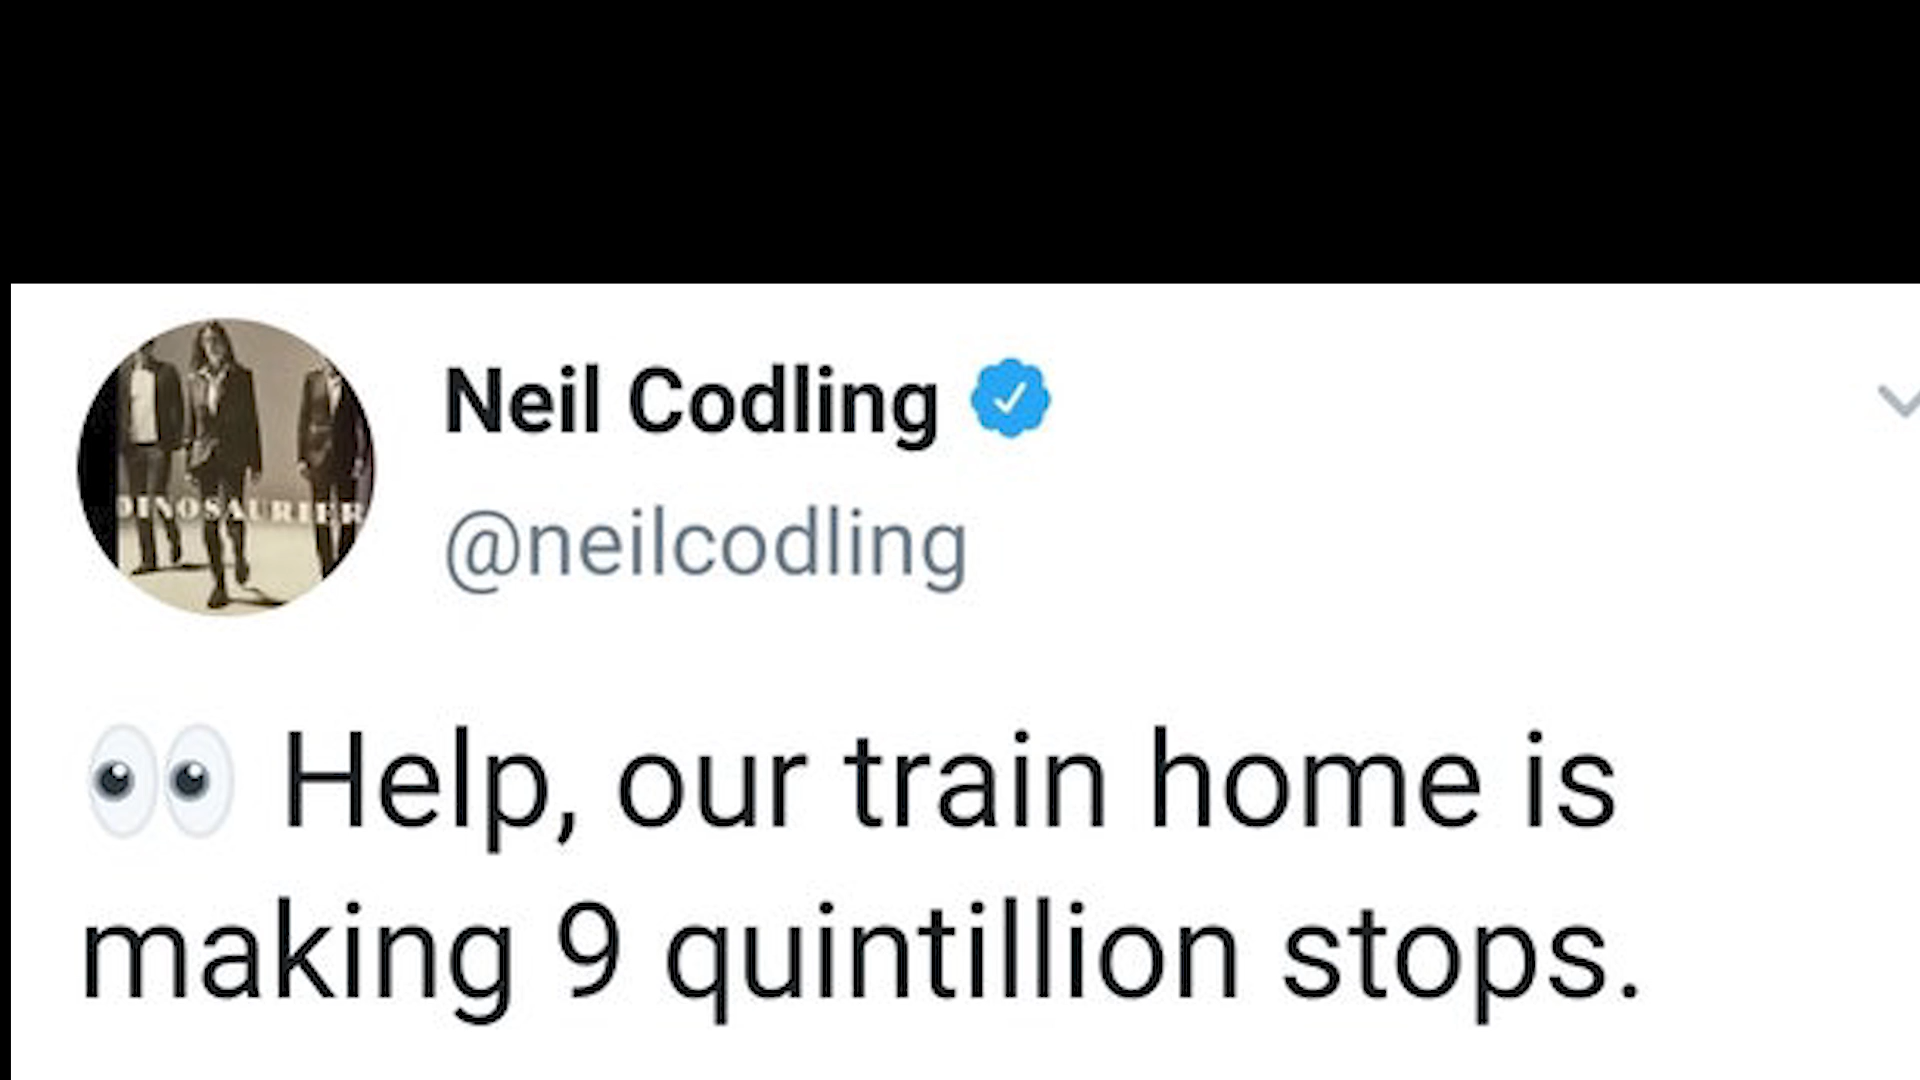 Neil Codling
@neilcodling
DINOSAURIER
👀 Help, our train home is
making 9 quintillion stops.